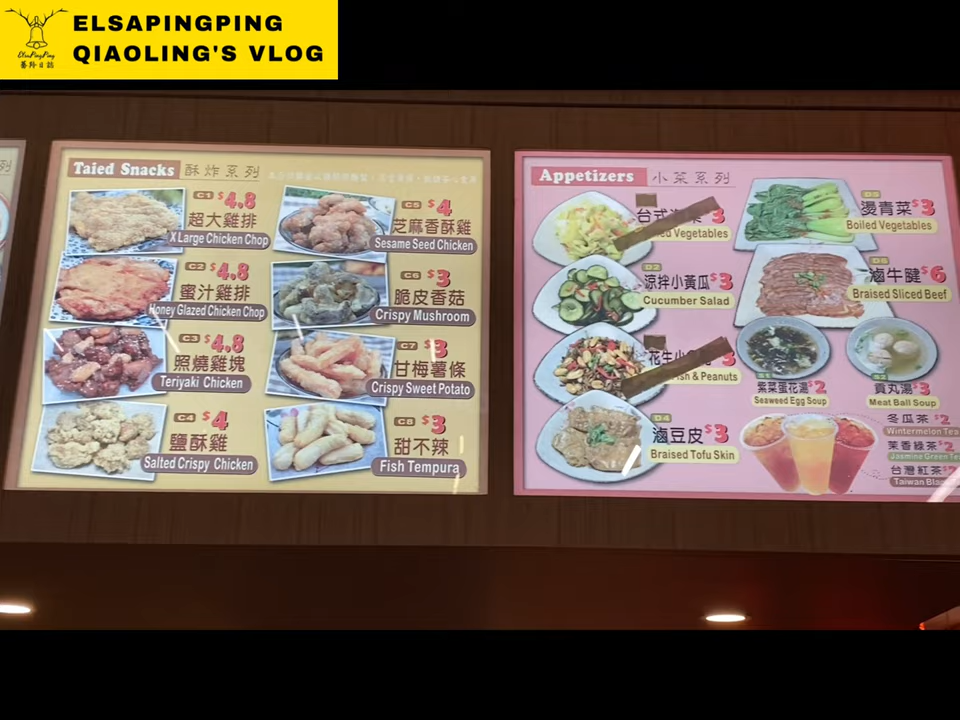 ELSAPINGPING
QIAOLING'S VLOG
ElsaPingPing
列
Taied Snacks 酥炸系列
C1 $4.8
超大雞排
X Large Chicken Chop
C2 $4.8
蜜汁雞排
Honey Glazed Chicken Chop
C3 $4.8
照燒雞塊
Teriyaki Chicken
C4 $4
鹽酥雞
Salted Crispy Chicken
C5 $4
芝麻香酥雞
Sesame Seed Chicken
C6 $3
脆皮香菇
Crispy Mushroom
C7 $3
甘梅薯條
Crispy Sweet Potato
C8 $3
甜不辣
Fish Tempura
Appetizers 小菜系列
台式 3
Vegetables
D2
涼拌小黃瓜 $3
Cucumber Salad
花生小 3
Fish & Peanuts
D4
滷豆皮 $3
Braised Tofu Skin
D5
燙青菜 $3
Boiled Vegetables
D6
滷牛腱 $6
Braised Sliced Beef
紫菜蛋花湯 $2
Seaweed Egg Soup
貢丸湯 $3
Meat Ball Soup
冬瓜茶 $2
Wintermelon Tea
茉香綠茶 $2
Jasmine Green Te
台灣紅茶
Taiwan Bla